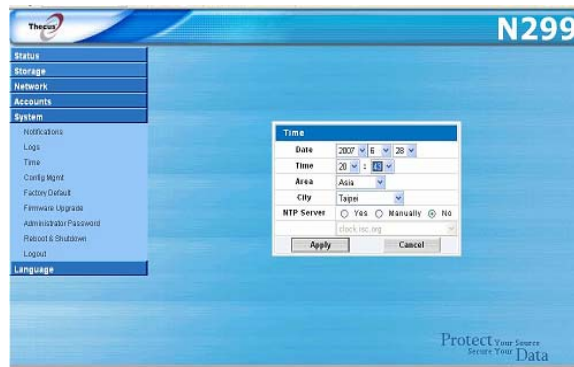 Thecus
N299
Status
Storage
Network
Accounts
System
Notifications
Logs
Time
Config Mgmt
Factory Default
Firmware Upgrade
Administrator Password
Reboot & Shutdown
Logout
Language
Time
Date 2007 6 28
Time 20 :
Area Asia
City Taipei
NTP Server Yes Manually No
clock.isc.org
Apply Cancel
Protect Your Source
Secure Your Data